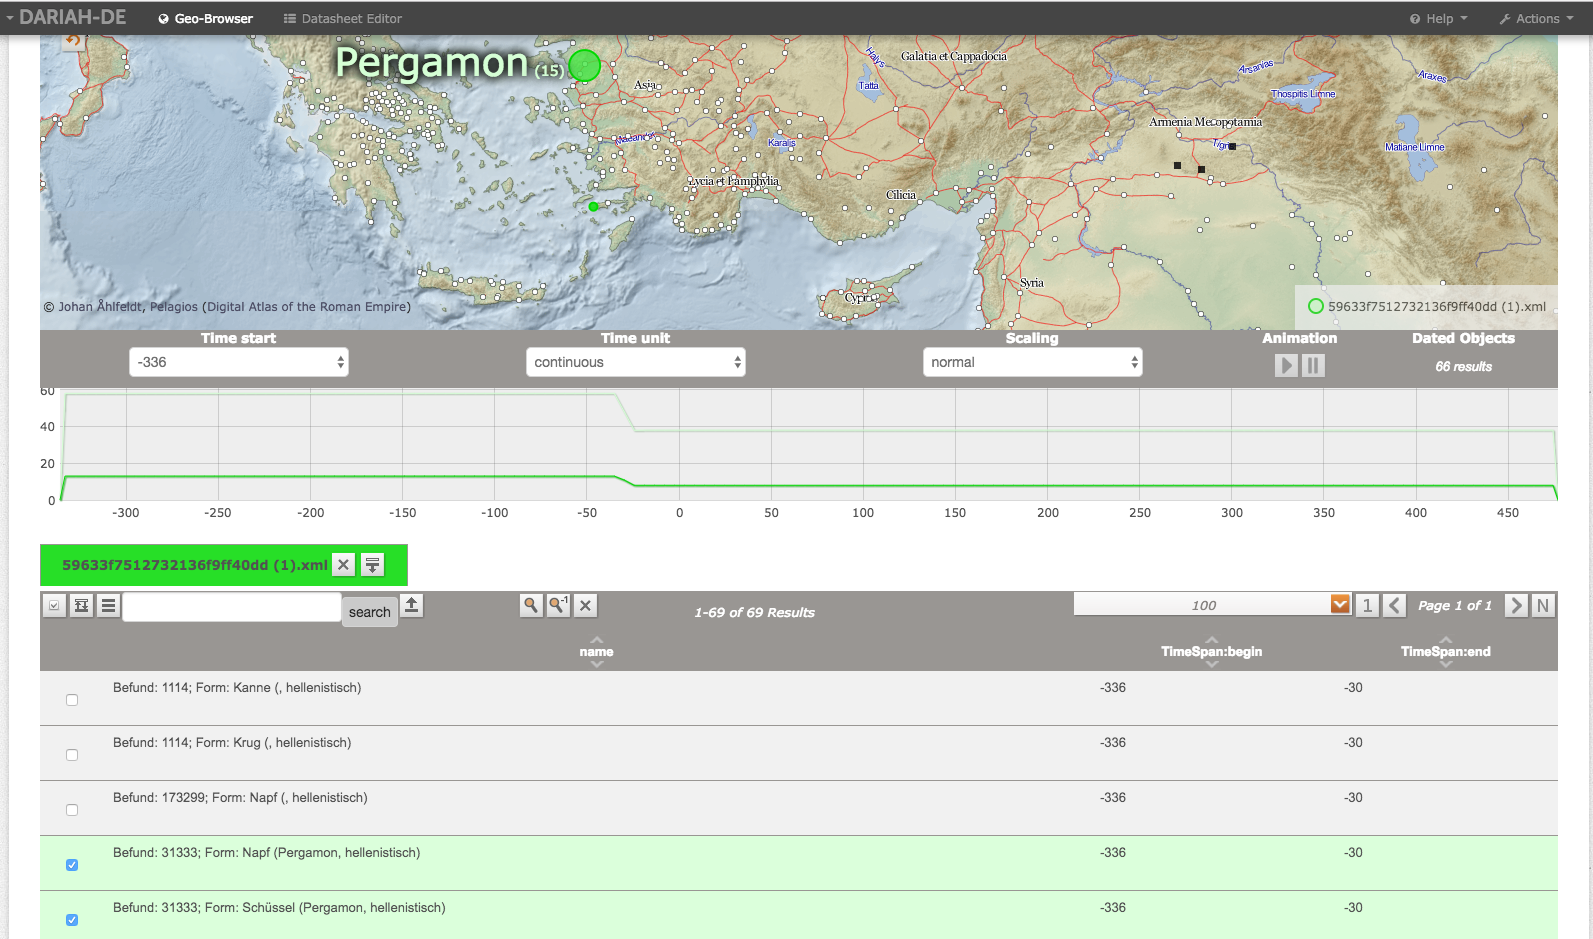 DARIAH-DE Geo-Browser Datasheet Editor Help Actions
Pergamon (15)
Halys
Galatia et Cappadocia
Arsanias
Araxes
Asia
Tatta
Thospitis Limne
Armenia Mesopotamia
Karalis
Tigris
Matiane Limne
Lycia et Pamphylia
Cilicia
Syria
© Johan Åhlfeldt, Pelagios (Digital Atlas of the Roman Empire)
59633f7512732136f9ff40dd (1).xml
Time start Time unit Scaling Animation Dated Objects
-336 continuous normal 66 results
60
40
20
0
-300 -250 -200 -150 -100 -50 0 50 100 150 200 250 300 350 400 450
59633f7512732136f9ff40dd (1).xml
search -1 1-69 of 69 Results 100 1 Page 1 of 1 N
name TimeSpan:begin TimeSpan:end
Befund: 1114; Form: Kanne (, hellenistisch) -336 -30
Befund: 1114; Form: Krug (, hellenistisch) -336 -30
Befund: 173299; Form: Napf (, hellenistisch) -336 -30
Befund: 31333; Form: Napf (Pergamon, hellenistisch) -336 -30
Befund: 31333; Form: Schüssel (Pergamon, hellenistisch) -336 -30